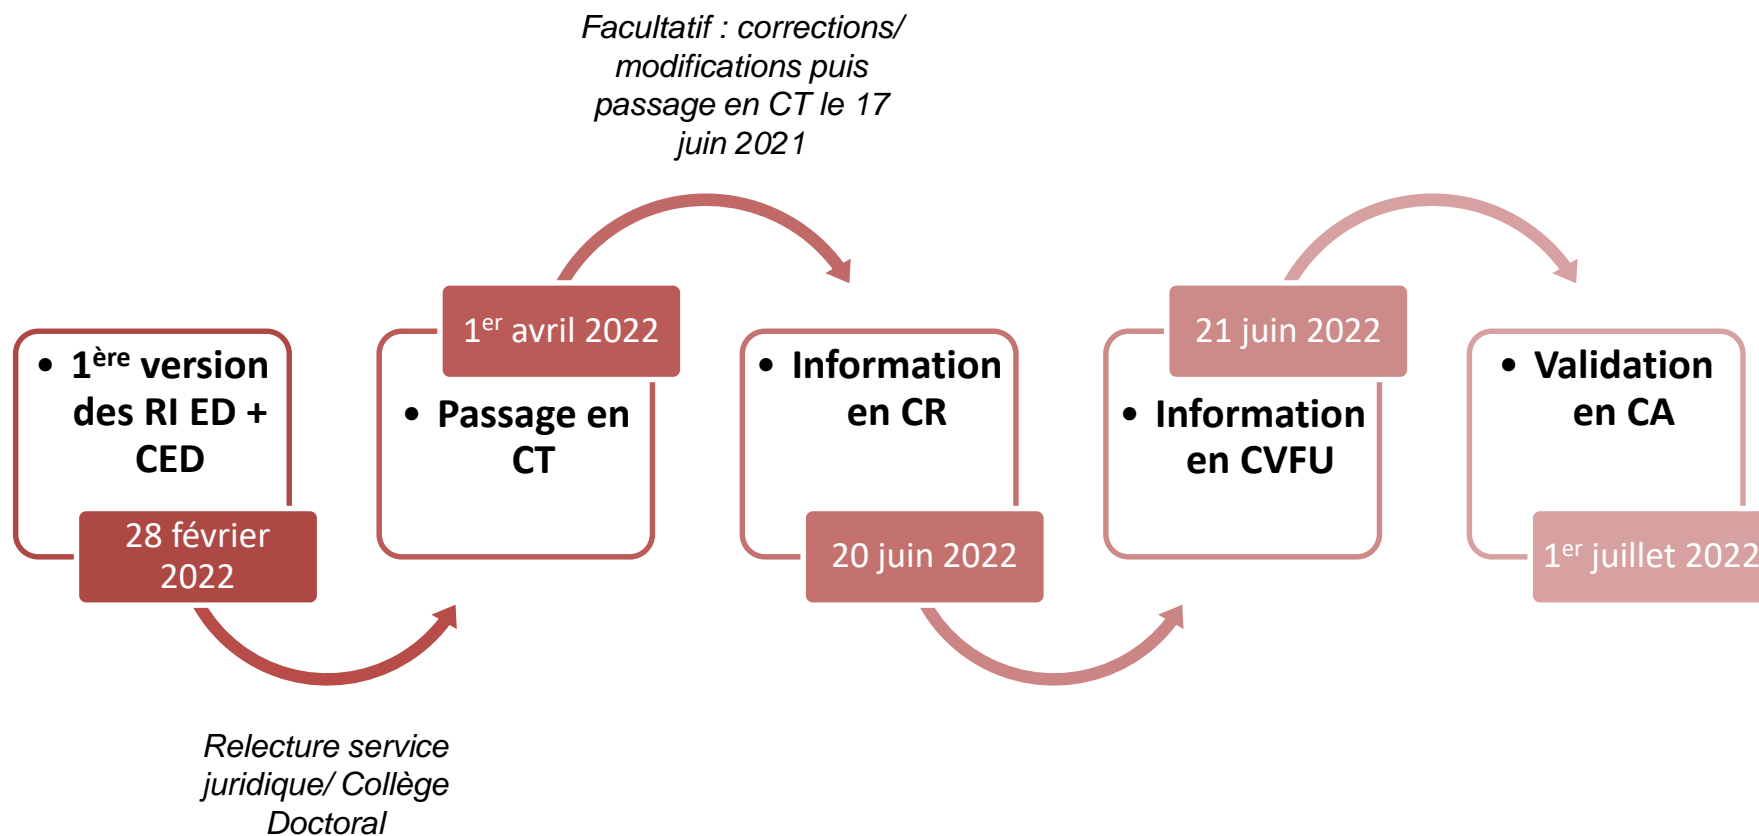 Facultatif : corrections/
modifications puis
passage en CT le 17
juin 2021
• 1ère version
des RI ED +
CED
28 février
2022
Relecture service
juridique/ Collège
Doctoral
1er avril 2022
• Passage en
CT
• Information
en CR
20 juin 2022
21 juin 2022
• Information
en CVFU
• Validation
en CA
1er juillet 2022